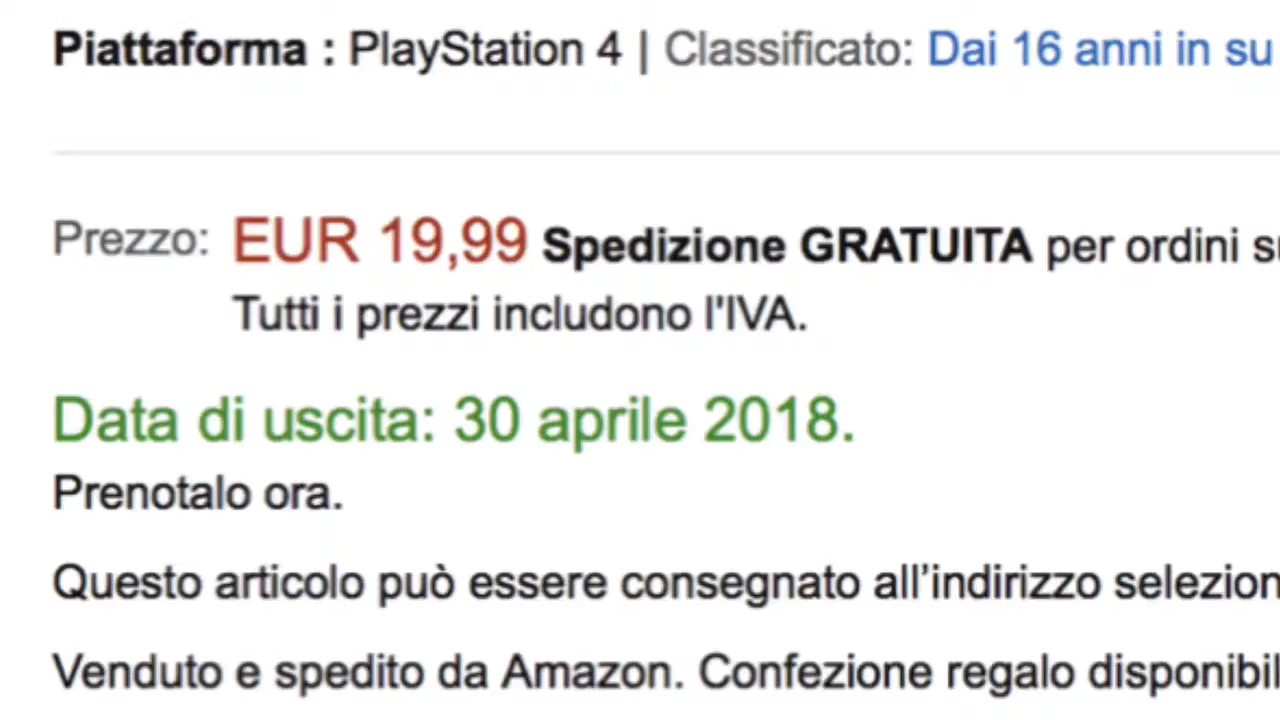 Piattaforma : PlayStation 4 | Classificato: Dai 16 anni in su
Prezzo: EUR 19,99 Spedizione GRATUITA per ordini
Tutti i prezzi includono l'IVA.
Data di uscita: 30 aprile 2018.
Prenotalo ora.
Questo articolo può essere consegnato all’indirizzo
Venduto e spedito da Amazon. Confezione regalo